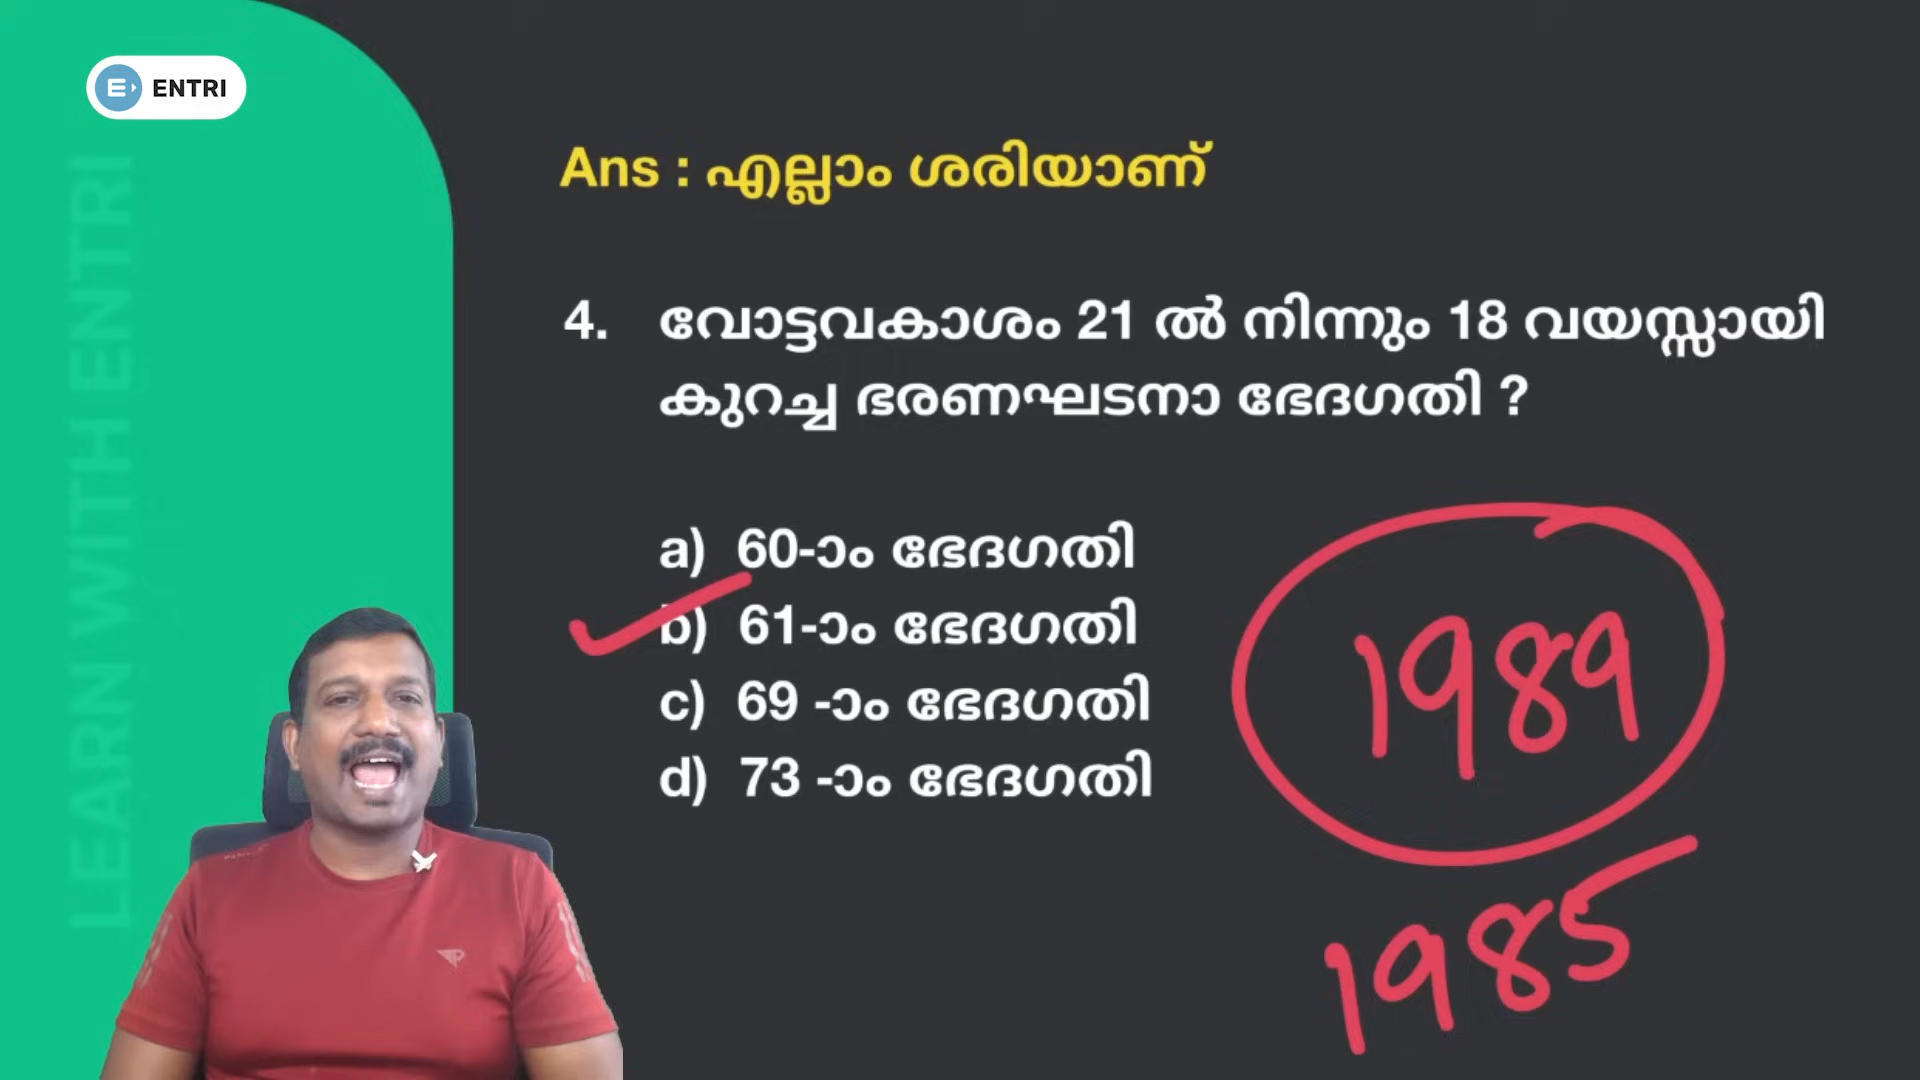 ENTRI
LEARN WITH ENTRI
Ans : എല്ലാം ശരിയാണ്
4. വോട്ടവകാശം 21 ൽ നിന്നും 18 വയസ്സായി
കുറച്ച ഭരണഘടനാ ഭേദഗതി ?
a) 60-ാം ഭേദഗതി
b) 61-ാം ഭേദഗതി
c) 69 -ാം ഭേദഗതി
d) 73 -ാം ഭേദഗതി
1989
1985